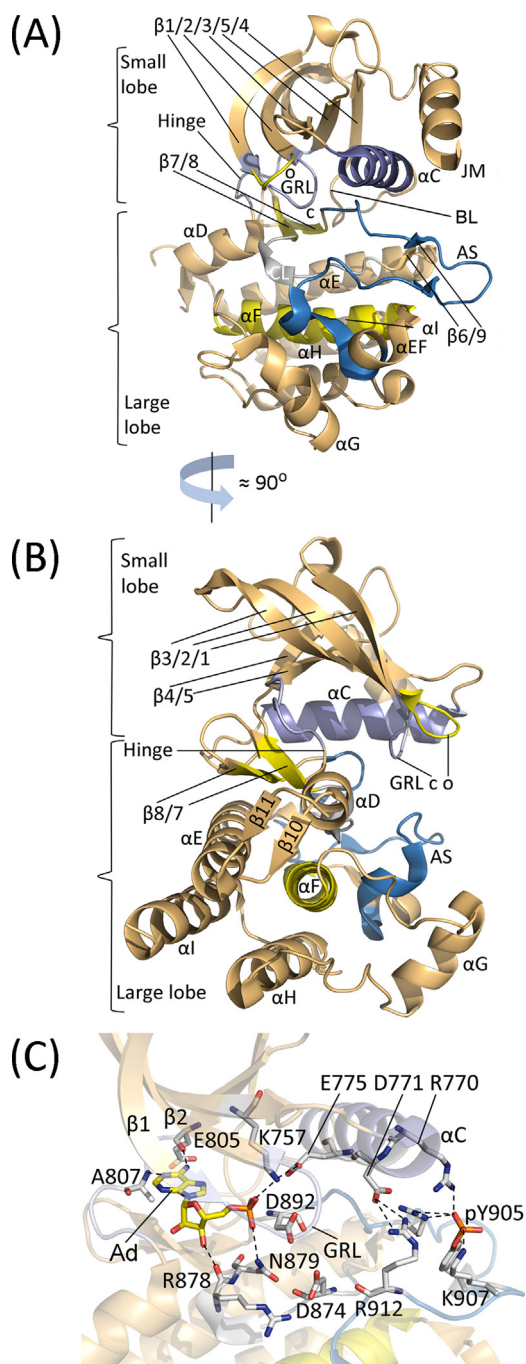 (A)
β1/2/3/5/4
Small
lobe
Hinge
β7/8
o
GRL
c
αC
JM
BL
αD
CL
αE
AS
αF
αI
αH
αEF
β6/9
Large
lobe
αG
≈ 90°
(B)
Small
lobe
β3/2/1
β4/5
αC
Hinge
GRL c o
β8/7
αD
β11
β10
αE
AS
αF
αI
αG
αH
Large lobe
(C)
E775 D771 R770
β1
β2
E805
K757
αC
A807
D892
pY905
Ad
GRL
N879
R878
D874
R912
K907